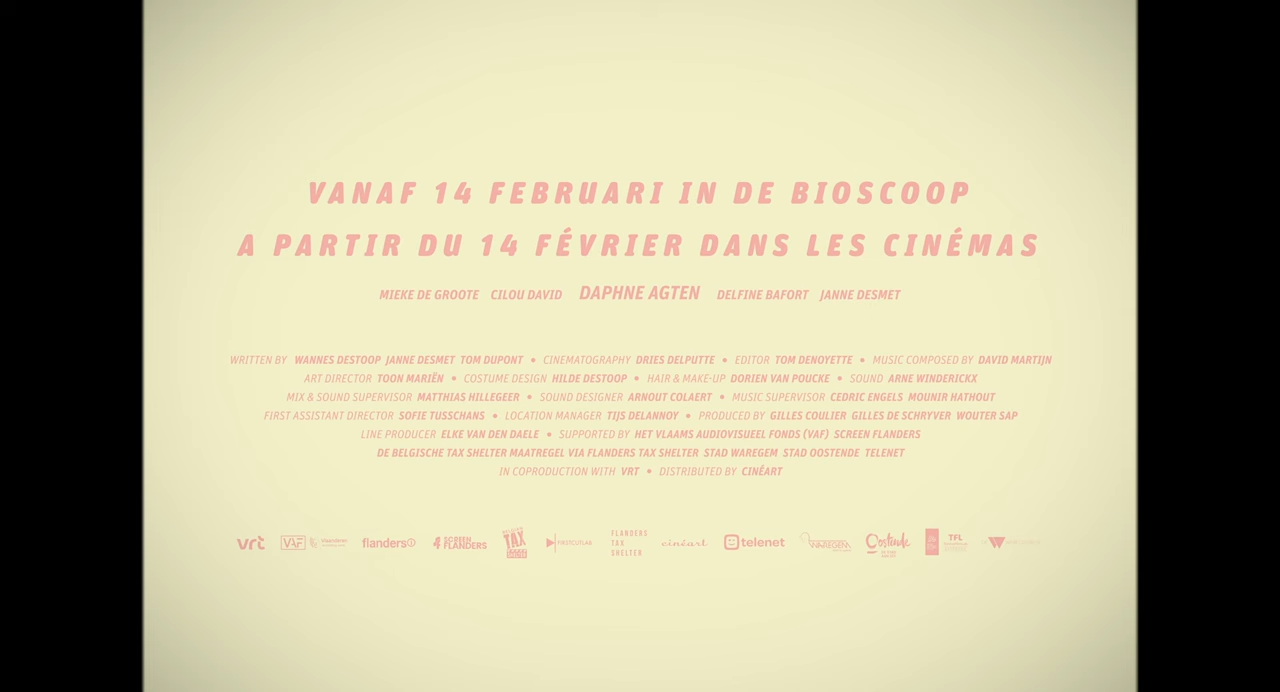 VANAF 14 FEBRUARI IN DE BIOSCOOP
A PARTIR DU 14 FÉVRIER DANS LES CINÉMAS
MIEKE DE GROOTE CILOU DAVID DAPHNE AGTEN DELFINE BAFORT JANNE DESMET
WRITTEN BY WANNES DESTOOP JANNE DESMET TOM DUPONT • CINEMATOGRAPHY DRIES DELPUTTE • EDITOR TOM DENOYETTE • MUSIC COMPOSED BY DAVID MARTIJN
ART DIRECTOR TOON MARIËN • COSTUME DESIGN HILDE DESTOOP • HAIR & MAKE-UP DORIEN VAN POUCKE • SOUND ARNE WINDERICKX
MIX & SOUND SUPERVISOR MATTHIAS HILLEGEER • SOUND DESIGNER ARNOUT COLAERT • MUSIC SUPERVISOR CEDRIC ENGELS MOUNIR HATHOUT
FIRST ASSISTANT DIRECTOR SOFIE TUSSCHANS • LOCATION MANAGER TIJS DELANNOY • PRODUCED BY GILLES COULIER GILLES DE SCHRYVER WOUTER SAP
LINE PRODUCER ELKE VAN DEN DAELE • SUPPORTED BY HET VLAAMS AUDIOVISUEEL FONDS (VAF) SCREEN FLANDERS
DE BELGISCHE TAX SHELTER MAATREGEL VIA FLANDERS TAX SHELTER STAD WAREGEM STAD OOSTENDE TELENET
IN COPRODUCTION WITH VRT • DISTRIBUTED BY CINÉART
vrt VAF Vlaanderen flanders SCREEN FLANDERS TAX FIRSTCUTLAB FLANDERS TAX SHELTER cinéart telenet WAREGEM Oostende TFL